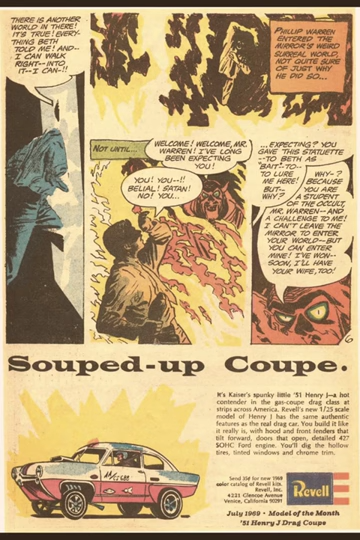 THERE IS ANOTHER
WORLD IN THERE!
IT'S TRUE! EVERY-
THING BETH
TOLD ME! AND--
I CAN WALK
RIGHT--INTO
IT--I CAN-!!
PHILLIP WARREN
ENTERED THE
MIRROR'S WEIRD
SURREAL WORLD,
NOT QUITE SURE
OF JUST WHY
HE DID SO...
NOT UNTIL...
WELCOME! WELCOME, MR.
WARREN! I'VE LONG
BEEN EXPECTING
YOU!
YOU! YOU--!!
BELIAL! SATAN!
NO! YOU...
...EXPECTING? YOU
GAVE THIS STATUETTE
--TO BETH AS
BAIT--TO--
TO LURE
ME HERE!
BUT--
WHY?
WHY--?
BECAUSE
YOU ARE
A STUDENT
OF THE OCCULT,
MR. WARREN--AND
A CHALLENGE TO ME!
I CAN'T LEAVE THE
MIRROR TO ENTER
YOUR WORLD--BUT
YOU CAN ENTER
MINE! I'VE WON--
SOON, I'LL HAVE
YOUR WIFE, TOO!
6
Souped-up Coupe.
It's Kaiser's spunky little '51 Henry J—a hot
contender in the gas-coupe drag class at
strips across America. Revell's new 1/25 scale
model of Henry J has the same authentic
features as the real drag car. You build it like
it really is, with hood and front fenders that
tilt forward, doors that open, detailed 427
SOHC Ford engine. You'll dig the hollow
tires, tinted windows and chrome trim.
Send 35¢ for new 1969
color catalog of Revell kits.
Revell, Inc.
4221 Glencoe Avenue
Venice, California 90291
Revell
July 1969 • Model of the Month
'51 Henry J Drag Coupe